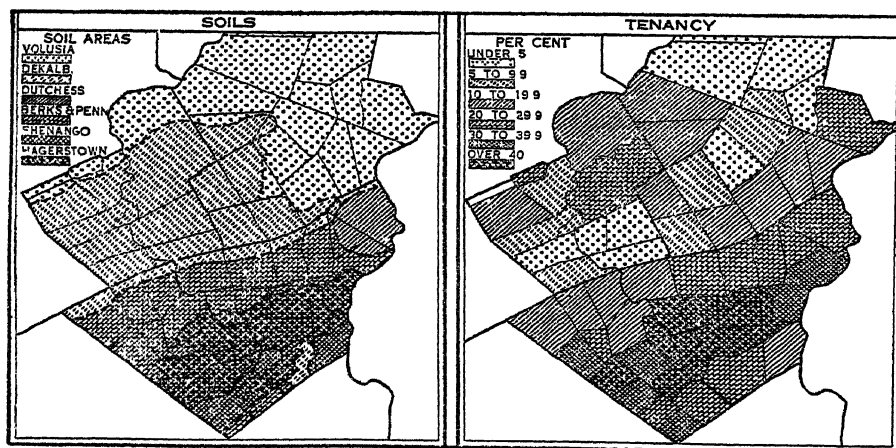 SOILS
SOIL AREAS
VOLUSIA
DEKALB
DUTCHESS
BERKS & PENN
SHENANGO
HAGERSTOWN
TENANCY
PER CENT
UNDER 5
5 TO 9 9
10 TO 19 9
20 TO 29 9
30 TO 39 9
OVER 40